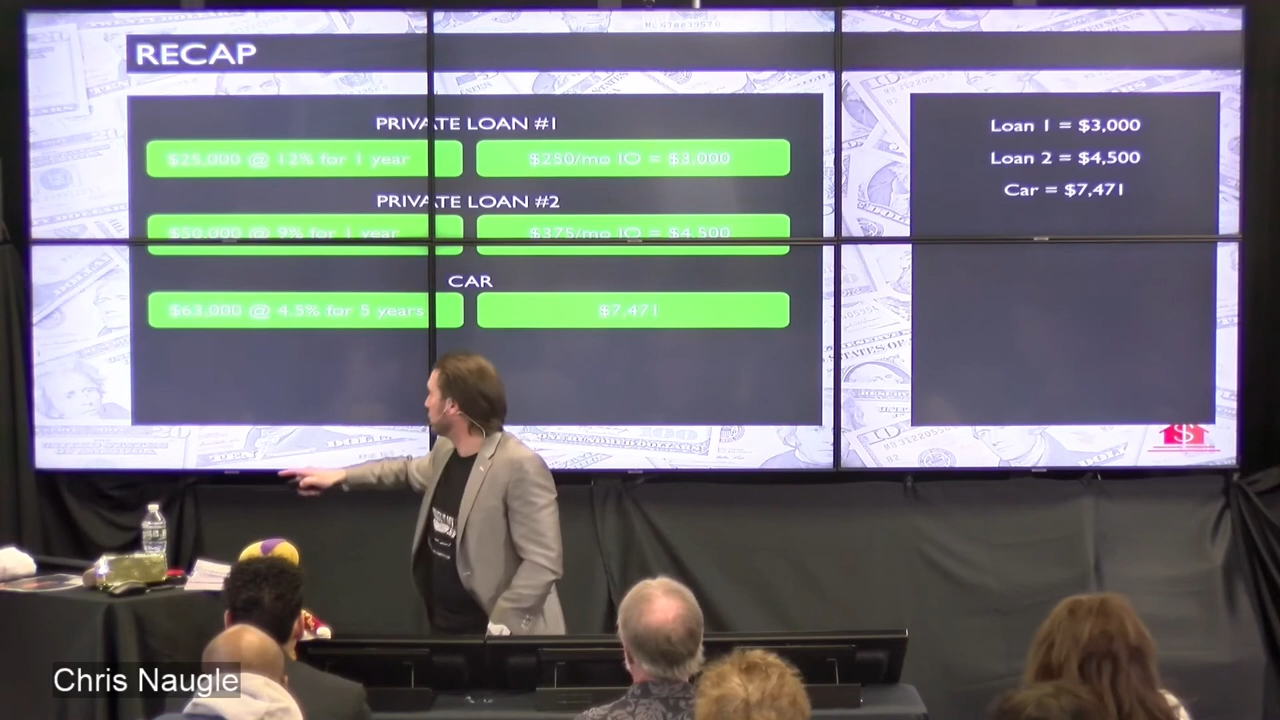 RECAP
PRIVATE LOAN #1
$25,000 @ 12% for 1 year
$250/mo IO = $3,000
PRIVATE LOAN #2
$50,000 @ 9% for 1 year
$375/mo IO = $4,500
CAR
$63,000 @ 4.5% for 5 years
$7,471
Loan 1 = $3,000
Loan 2 = $4,500
Car = $7,471
Chris Naugle